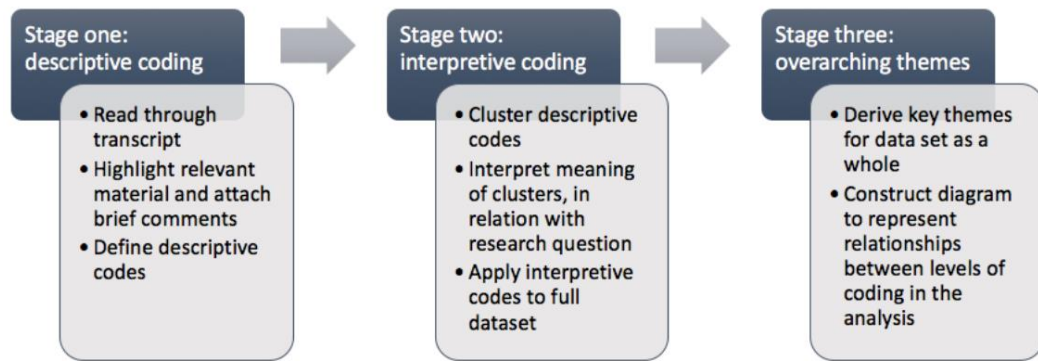 Stage one:
descriptive coding
• Read through
transcript
• Highlight relevant
material and attach
brief comments
• Define descriptive
codes
Stage two:
interpretive coding
• Cluster descriptive
codes
• Interpret meaning
of clusters, in
relation with
research question
• Apply interpretive
codes to full
dataset
Stage three:
overarching themes
• Derive key themes
for data set as a
whole
• Construct diagram
to represent
relationships
between levels of
coding in the
analysis